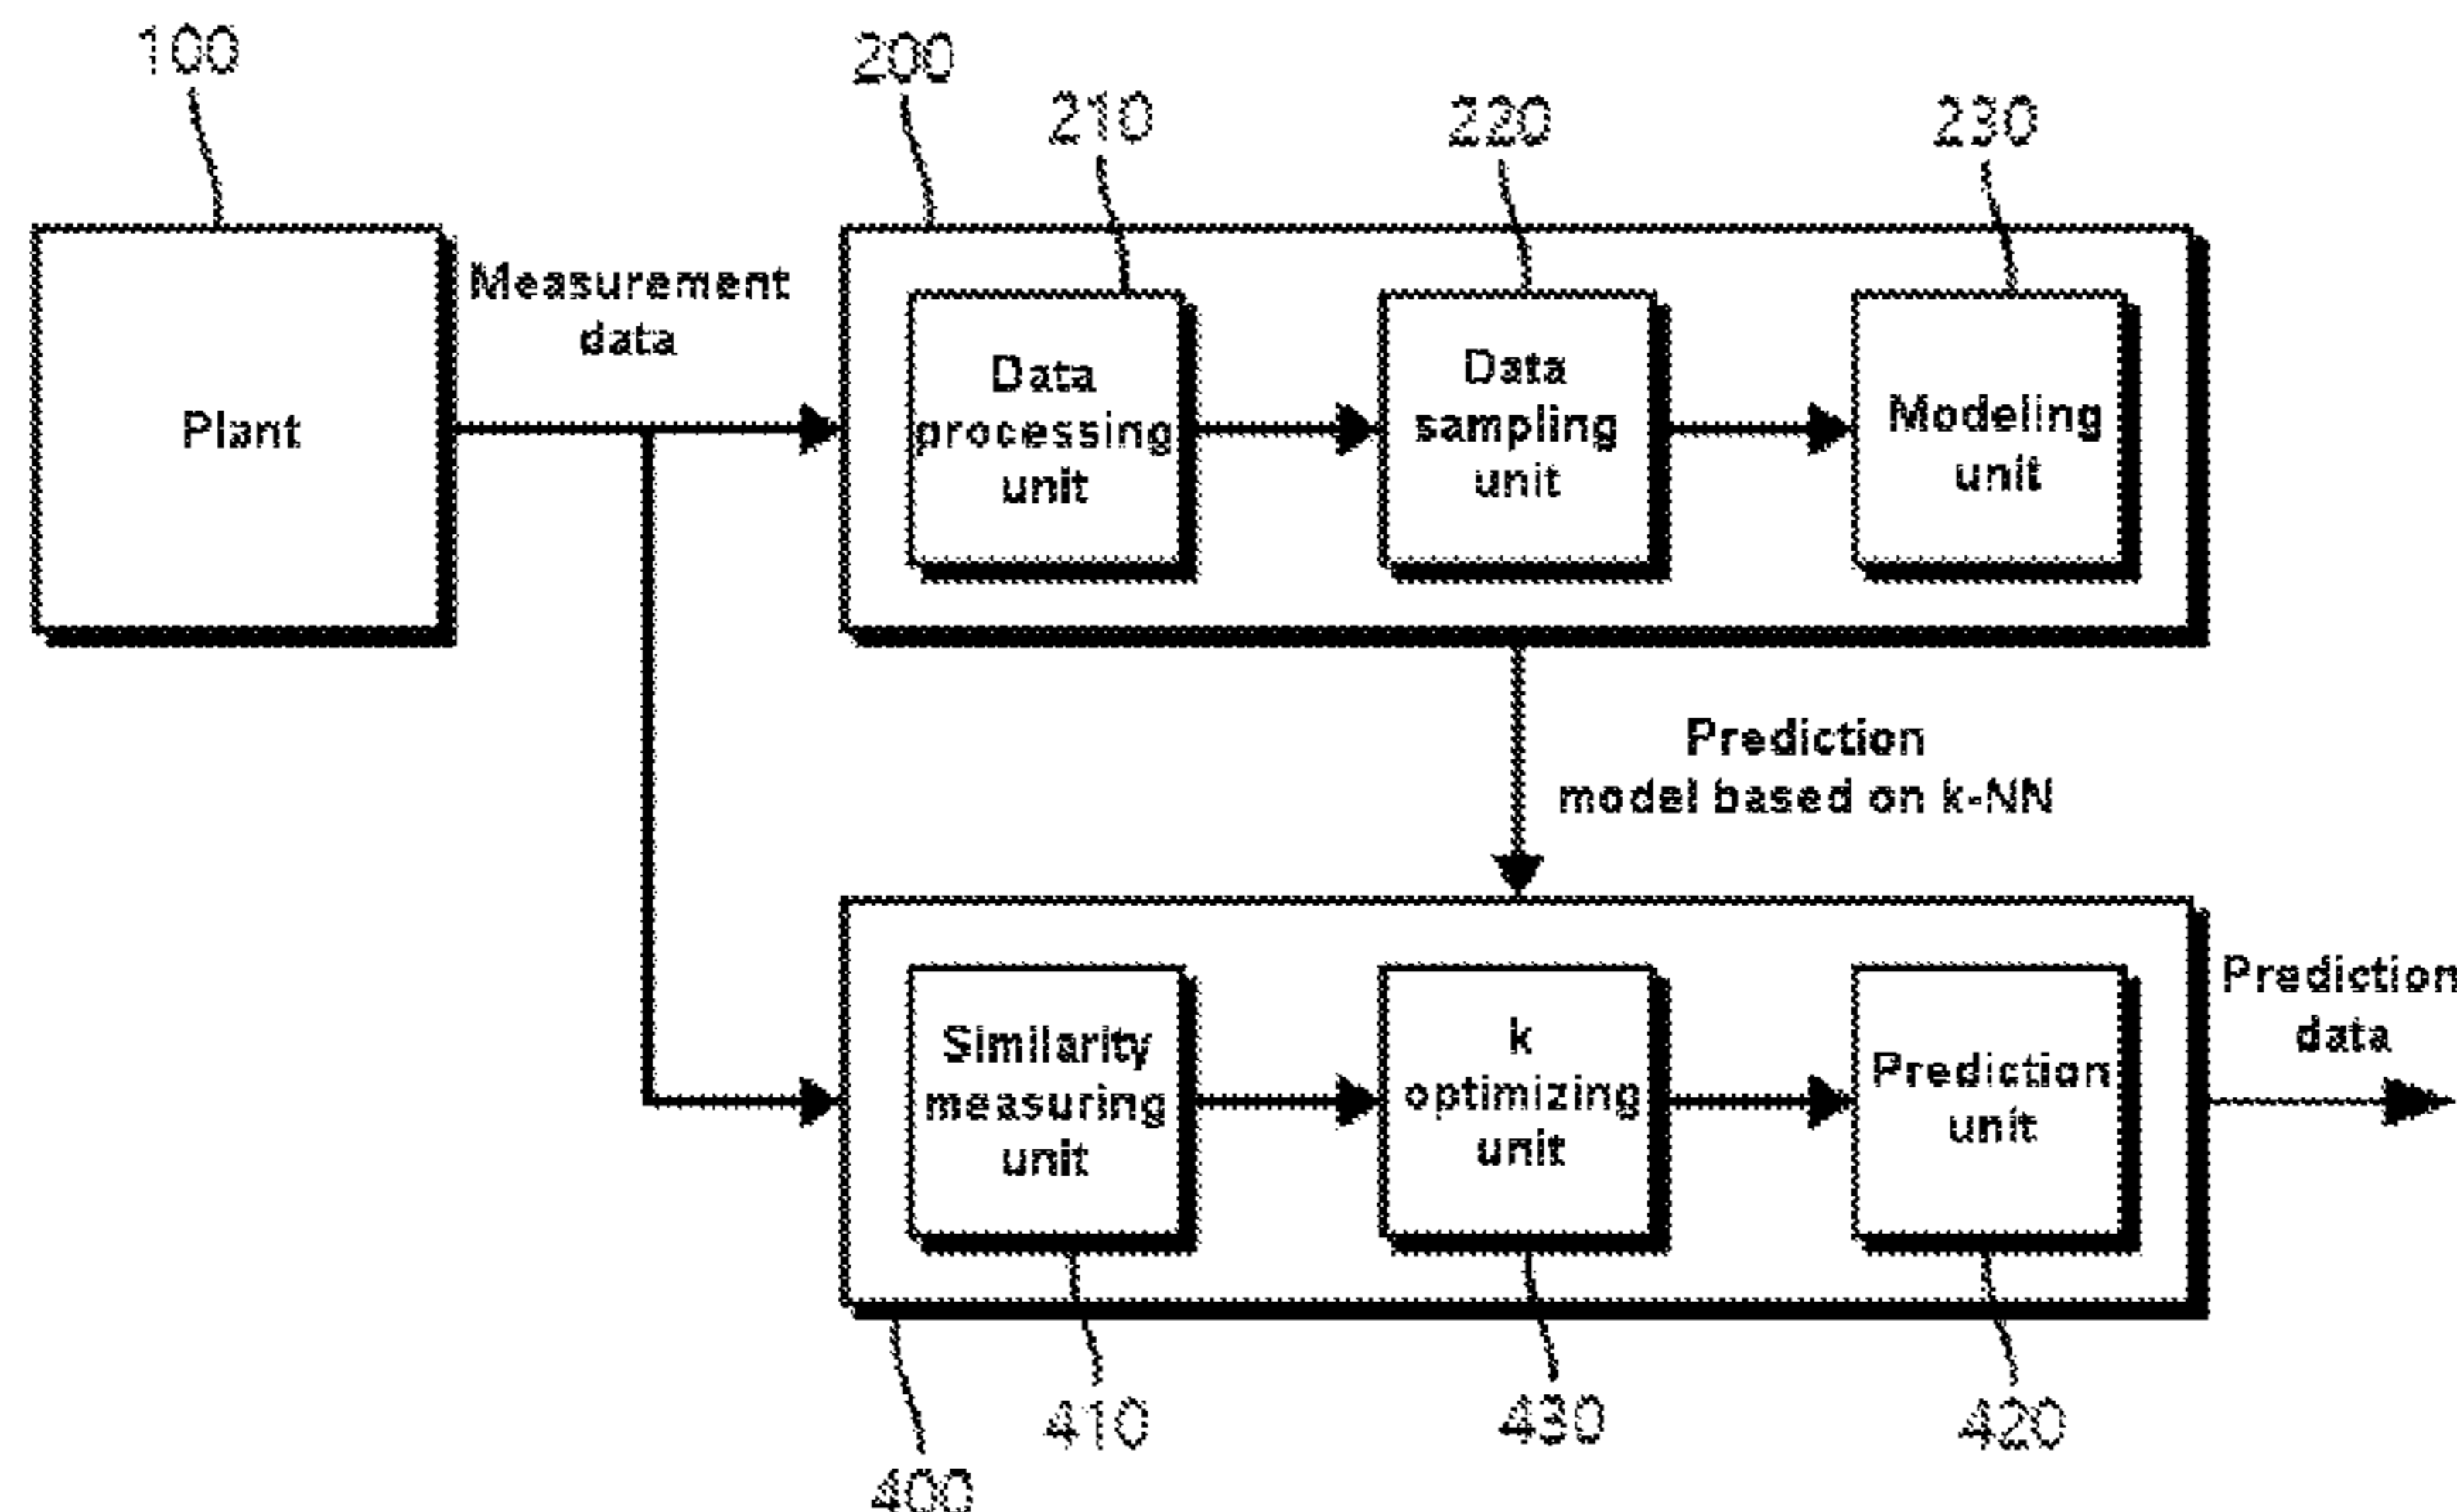 100
200
210
220
230
Plant
Measurement
data
Data
processing
unit
Data
sampling
unit
Modeling
unit
Prediction
model based on k-NN
Similarity
measuring
unit
k
optimizing
unit
Prediction
unit
Prediction
data
410
430
420
400